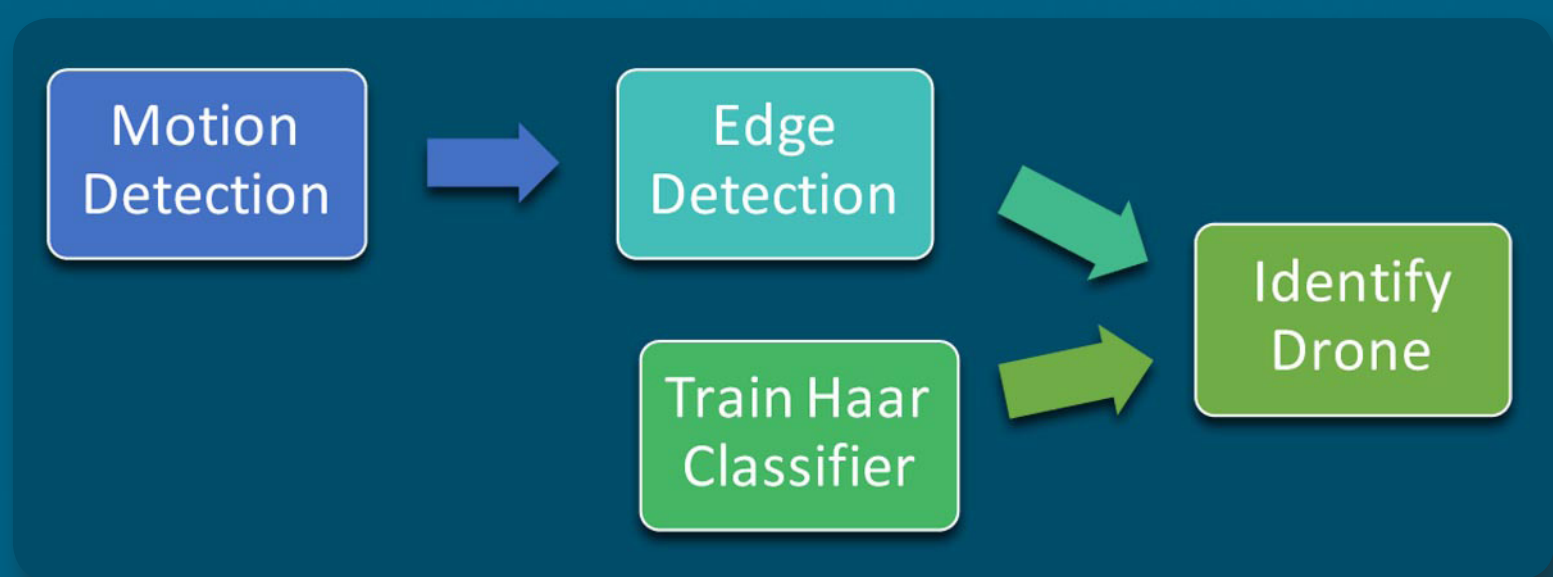 Motion
Detection
Edge
Detection
Train Haar
Classifier
Identify
Drone